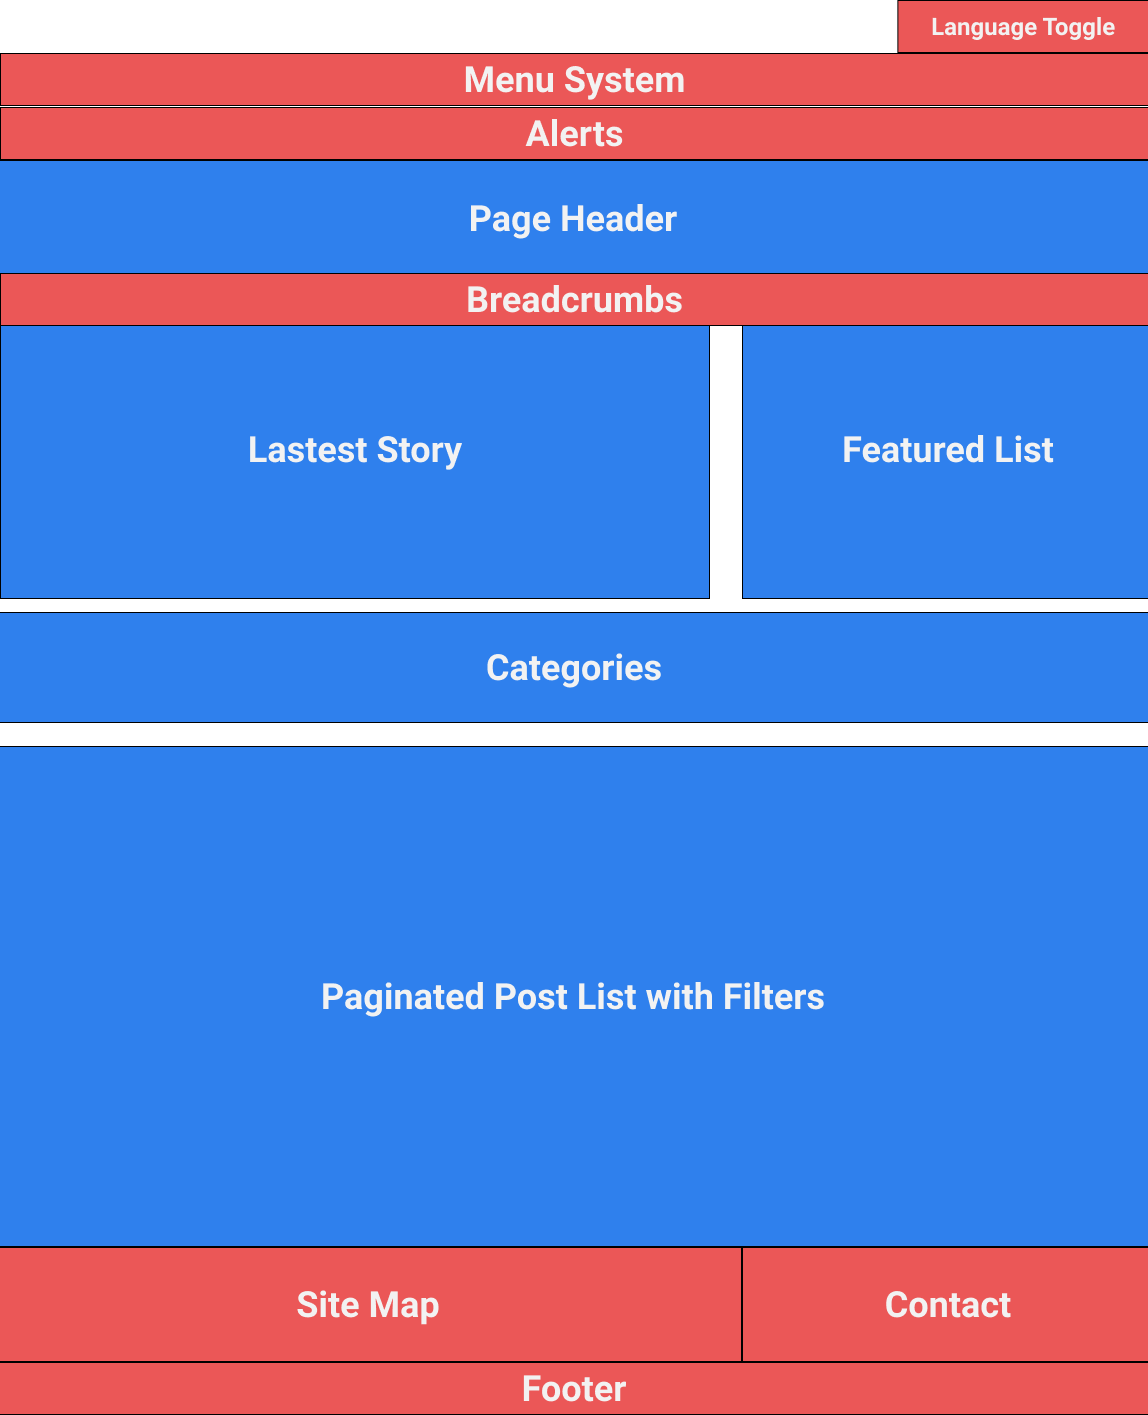 Language Toggle
Menu System
Alerts
Page Header
Breadcrumbs
Lastest Story
Featured List
Categories
Paginated Post List with Filters
Site Map
Contact
Footer